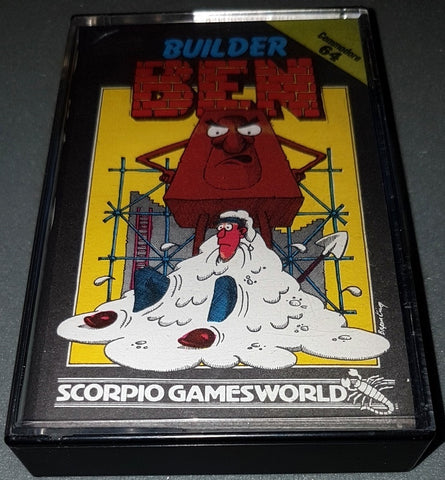 BUILDER
BEN
Commodore
64
SCORPIO GAMESWORLD